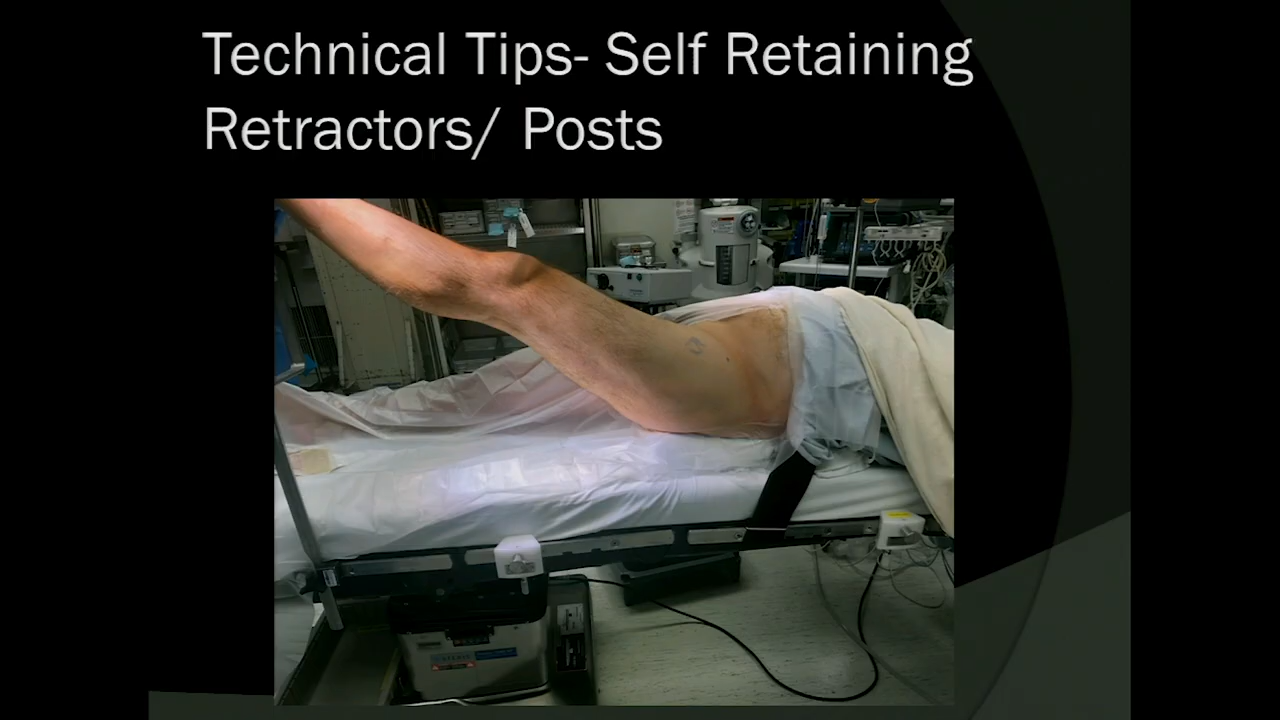 Technical Tips- Self Retaining
Retractors/ Posts